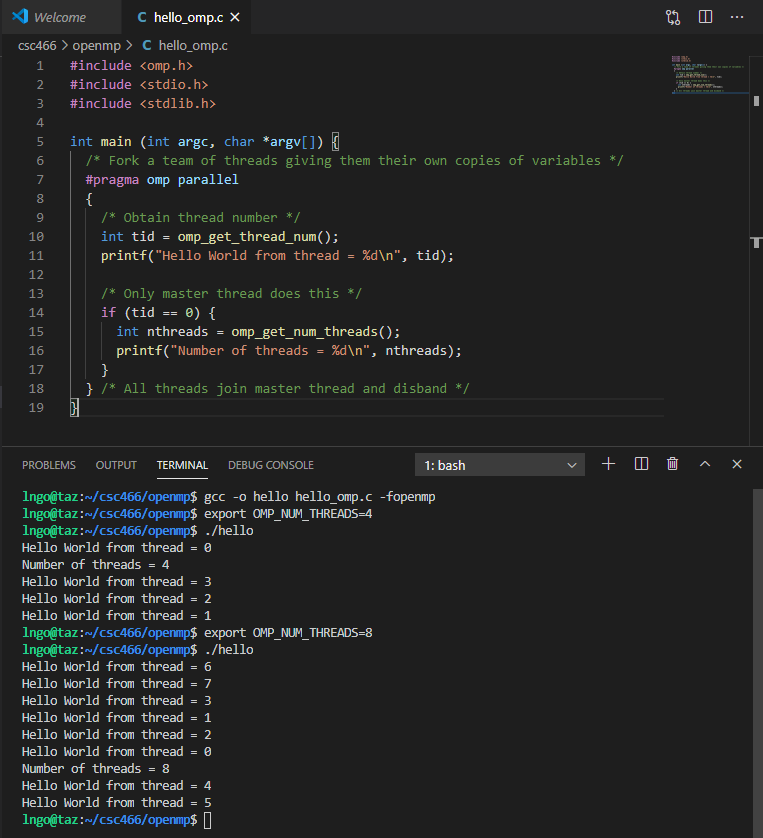 Welcome
C hello_omp.c
csc466 > openmp > C hello_omp.c
1 #include <omp.h>
2 #include <stdio.h>
3 #include <stdlib.h>
4
5 int main (int argc, char *argv[]) {
6 /* Fork a team of threads giving them their own copies of variables */
7 #pragma omp parallel
8 {
9 /* Obtain thread number */
10 int tid = omp_get_thread_num();
11 printf("Hello World from thread = %d\n", tid);
12
13 /* Only master thread does this */
14 if (tid == 0) {
15 int nthreads = omp_get_num_threads();
16 printf("Number of threads = %d\n", nthreads);
17 }
18 } /* All threads join master thread and disband */
19 }
PROBLEMS OUTPUT TERMINAL DEBUG CONSOLE 1: bash
lngo@taz:~/csc466/openmp$ gcc -o hello hello_omp.c -fopenmp
lngo@taz:~/csc466/openmp$ export OMP_NUM_THREADS=4
lngo@taz:~/csc466/openmp$ ./hello
Hello World from thread = 0
Number of threads = 4
Hello World from thread = 3
Hello World from thread = 2
Hello World from thread = 1
lngo@taz:~/csc466/openmp$ export OMP_NUM_THREADS=8
lngo@taz:~/csc466/openmp$ ./hello
Hello World from thread = 6
Hello World from thread = 7
Hello World from thread = 3
Hello World from thread = 1
Hello World from thread = 2
Hello World from thread = 0
Number of threads = 8
Hello World from thread = 4
Hello World from thread = 5
lngo@taz:~/csc466/openmp$